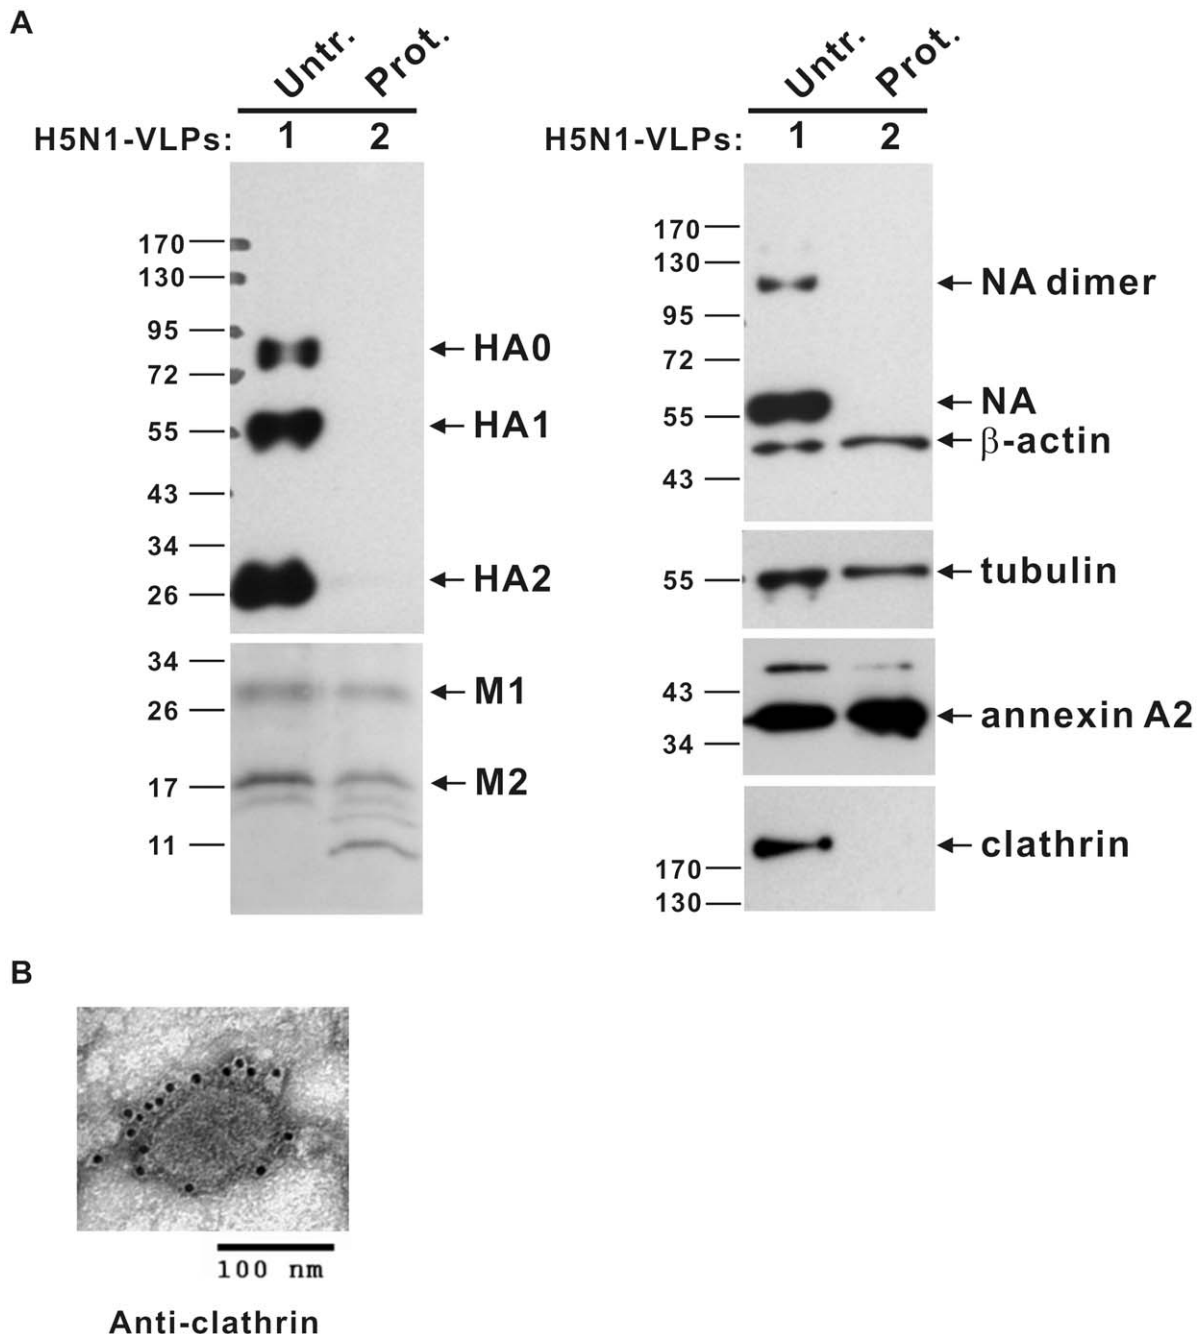 A
Untr. Prot.
H5N1-VLPs: 1 2
170
130
95
72
55
43
34
26
HA0
HA1
HA2
34
26
17
11
M1
M2
Untr. Prot.
H5N1-VLPs: 1 2
170
130
95
72
55
43
NA dimer
NA
β-actin
55
tubulin
43
34
annexin A2
170
130
clathrin
B
100 nm
Anti-clathrin